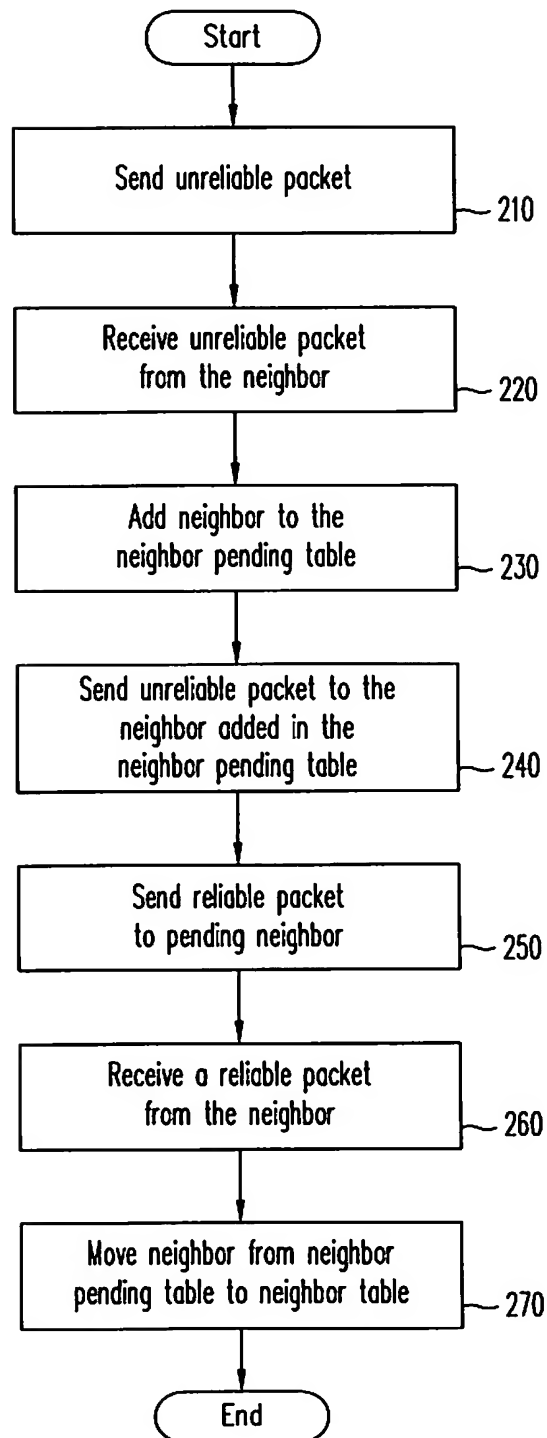 Start
Send unreliable packet
210
Receive unreliable packet
from the neighbor
220
Add neighbor to the
neighbor pending table
230
Send unreliable packet to the
neighbor added in the
neighbor pending table
240
Send reliable packet
to pending neighbor
250
Receive a reliable packet
from the neighbor
260
Move neighbor from neighbor
pending table to neighbor table
270
End